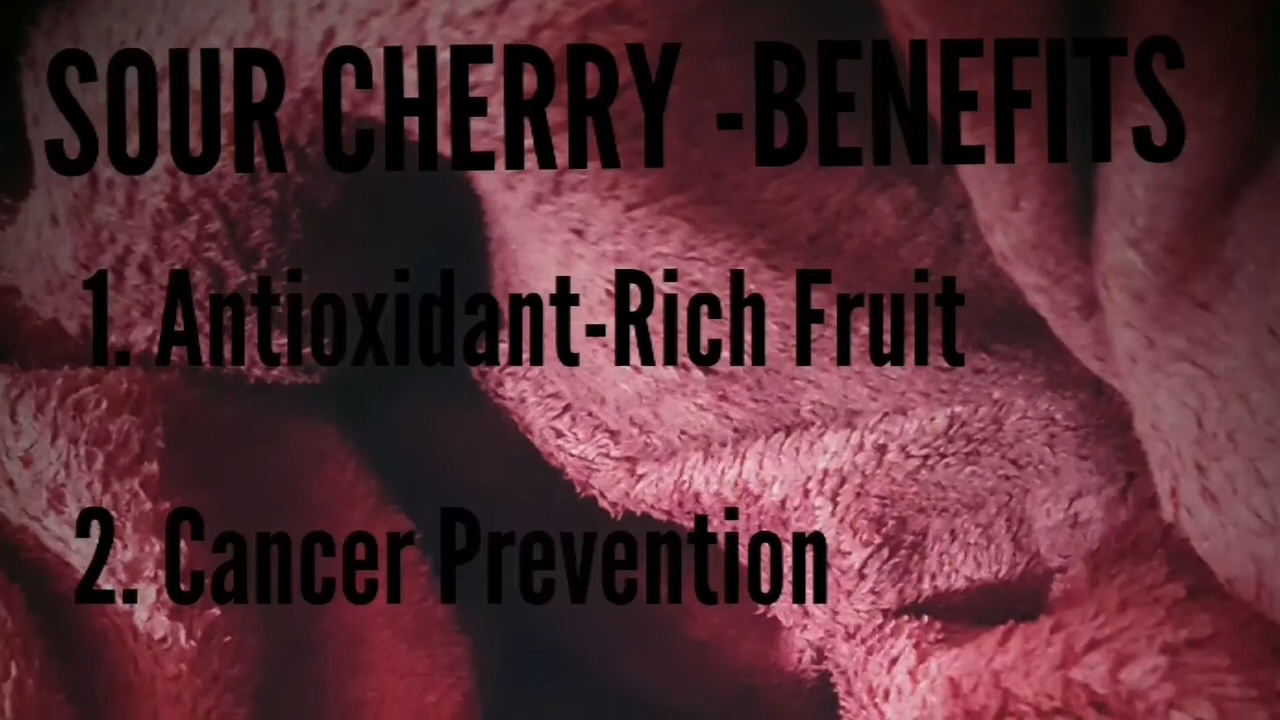 SOUR CHERRY -BENEFITS
1. Antioxidant-Rich Fruit
2. Cancer Prevention